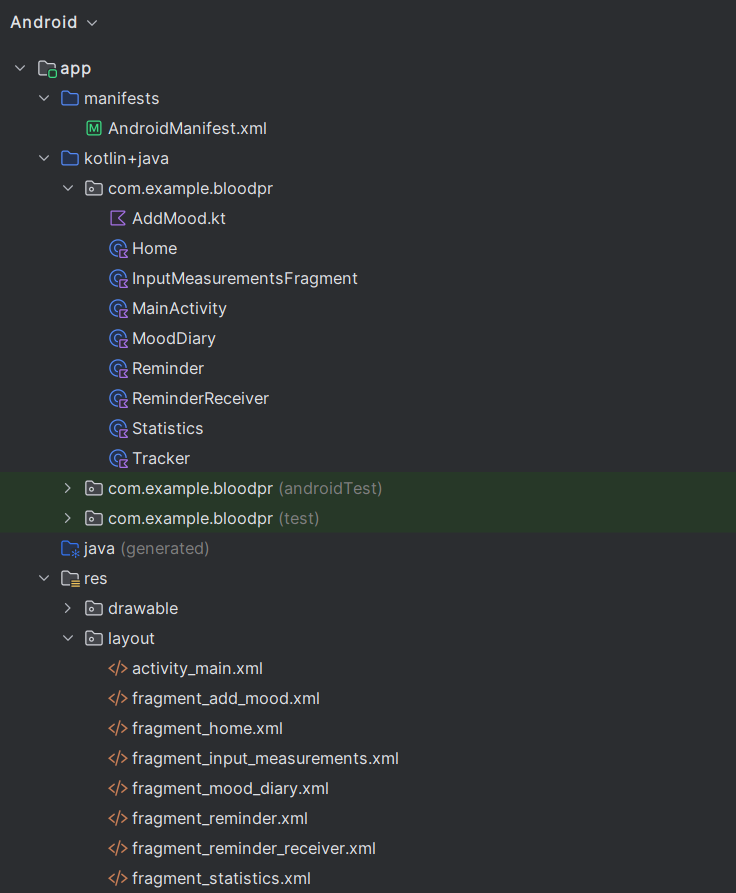 Android
app
manifests
AndroidManifest.xml
kotlin+java
com.example.bloodpr
AddMood.kt
Home
InputMeasurementsFragment
MainActivity
MoodDiary
Reminder
ReminderReceiver
Statistics
Tracker
com.example.bloodpr (androidTest)
com.example.bloodpr (test)
java (generated)
res
drawable
layout
activity_main.xml
fragment_add_mood.xml
fragment_home.xml
fragment_input_measurements.xml
fragment_mood_diary.xml
fragment_reminder.xml
fragment_reminder_receiver.xml
fragment_statistics.xml